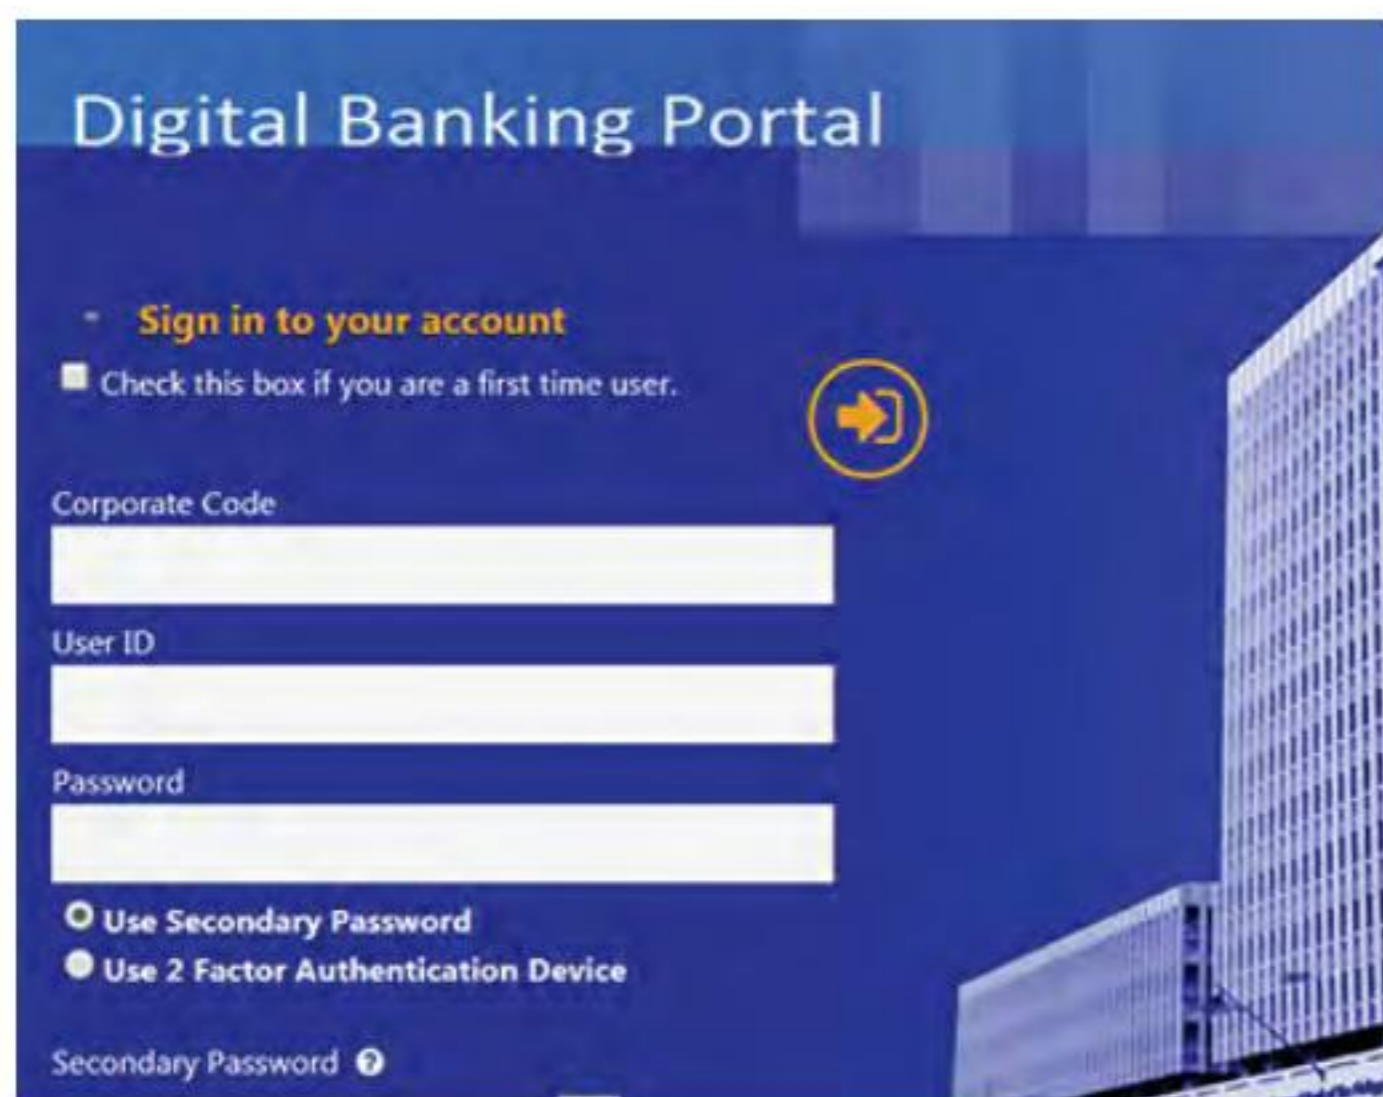 Digital Banking Portal
- Sign in to your account
Check this box if you are a first time user.
Corporate Code
User ID
Password
Use Secondary Password
Use 2 Factor Authentication Device
Secondary Password ?